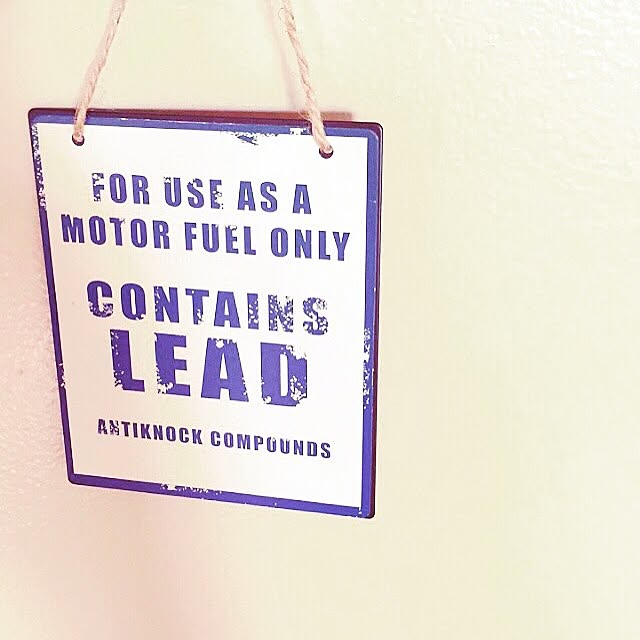 FOR USE AS A
MOTOR FUEL ONLY
CONTAINS
LEAD
ANTIKNOCK COMPOUNDS